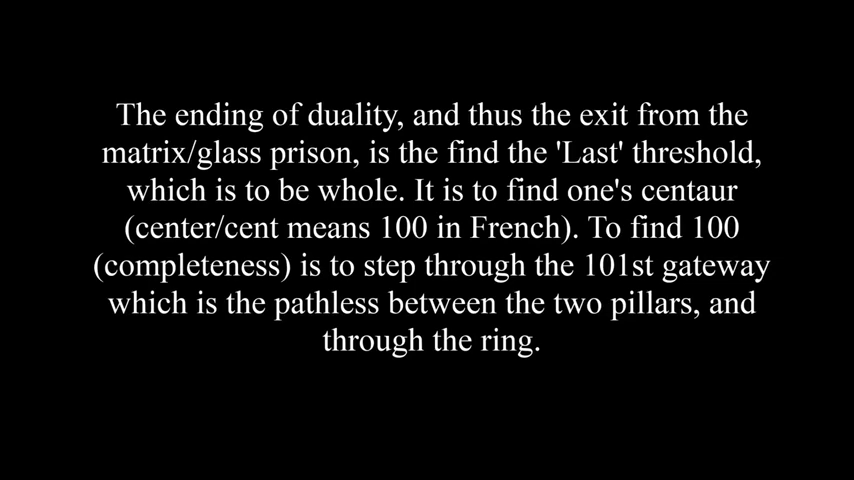 The ending of duality, and thus the exit from the
matrix/glass prison, is the find the 'Last' threshold,
which is to be whole. It is to find one's centaur
(center/cent means 100 in French). To find 100
(completeness) is to step through the 101st gateway
which is the pathless between the two pillars, and
through the ring.